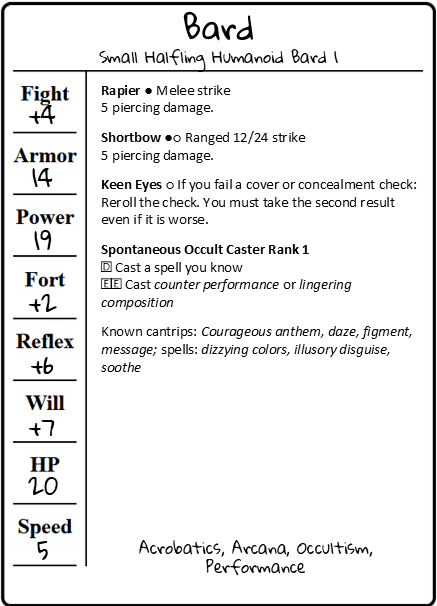 Bard
Small Halfling Humanoid Bard 1
Fight
+4
Armor
14
Power
19
Fort
+2
Reflex
+6
Will
+7
HP
20
Speed
5
Rapier ● Melee strike
5 piercing damage.
Shortbow ●○ Ranged 12/24 strike
5 piercing damage.
Keen Eyes ○ If you fail a cover or concealment check:
Reroll the check. You must take the second result
even if it is worse.
Spontaneous Occult Caster Rank 1
🄳 Cast a spell you know
🄴🄴 Cast counter performance or lingering
composition
Known cantrips: Courageous anthem, daze, figment,
message; spells: dizzying colors, illusory disguise,
soothe
Acrobatics, Arcana, Occultism,
Performance